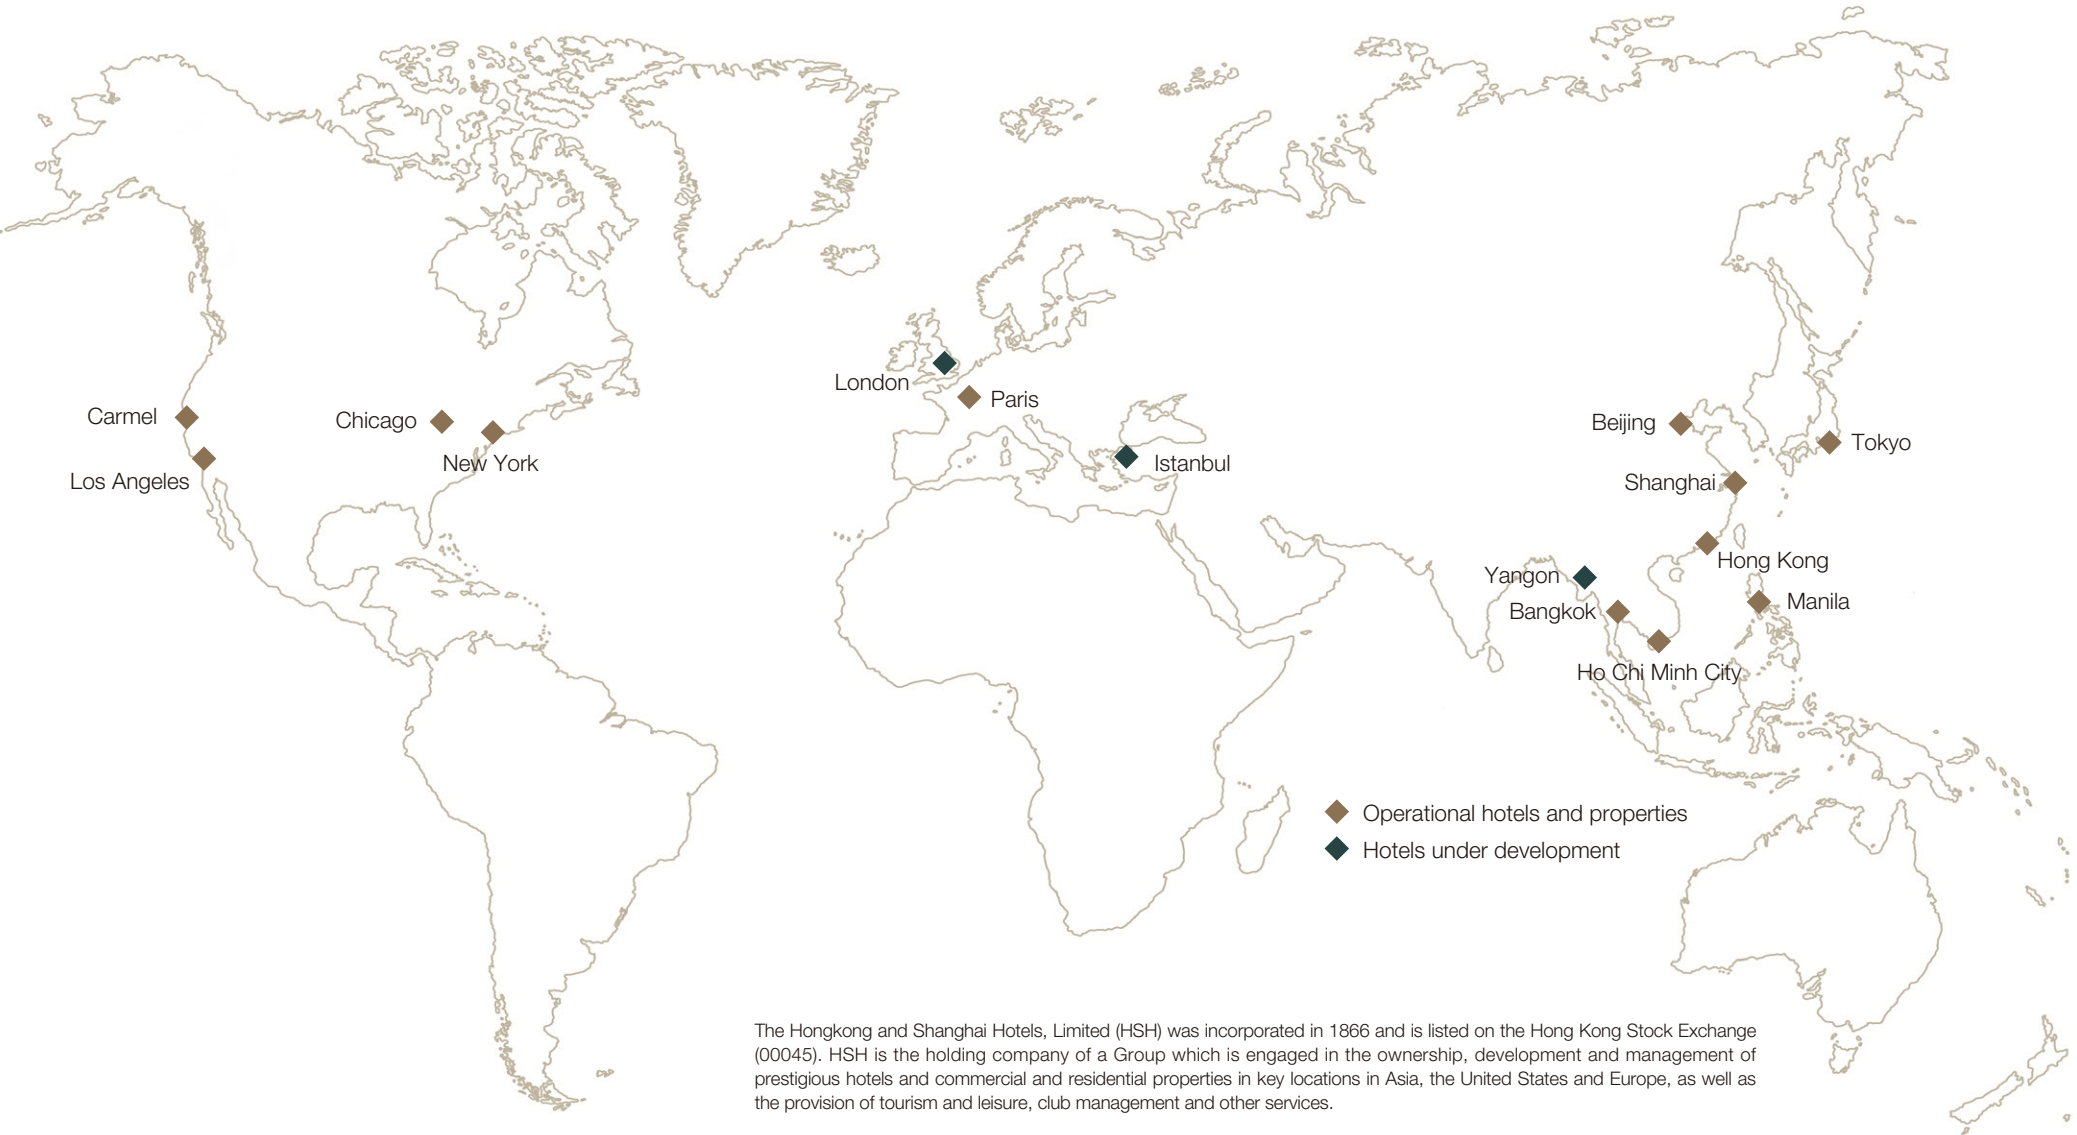 London
Paris
Carmel
Chicago
Beijing
Tokyo
New York
Istanbul
Los Angeles
Shanghai
Hong Kong
Yangon
Bangkok
Manila
Ho Chi Minh City
Operational hotels and properties
Hotels under development
The Hongkong and Shanghai Hotels, Limited (HSH) was incorporated in 1866 and is listed on the Hong Kong Stock Exchange
(00045). HSH is the holding company of a Group which is engaged in the ownership, development and management of
prestigious hotels and commercial and residential properties in key locations in Asia, the United States and Europe, as well as
the provision of tourism and leisure, club management and other services.